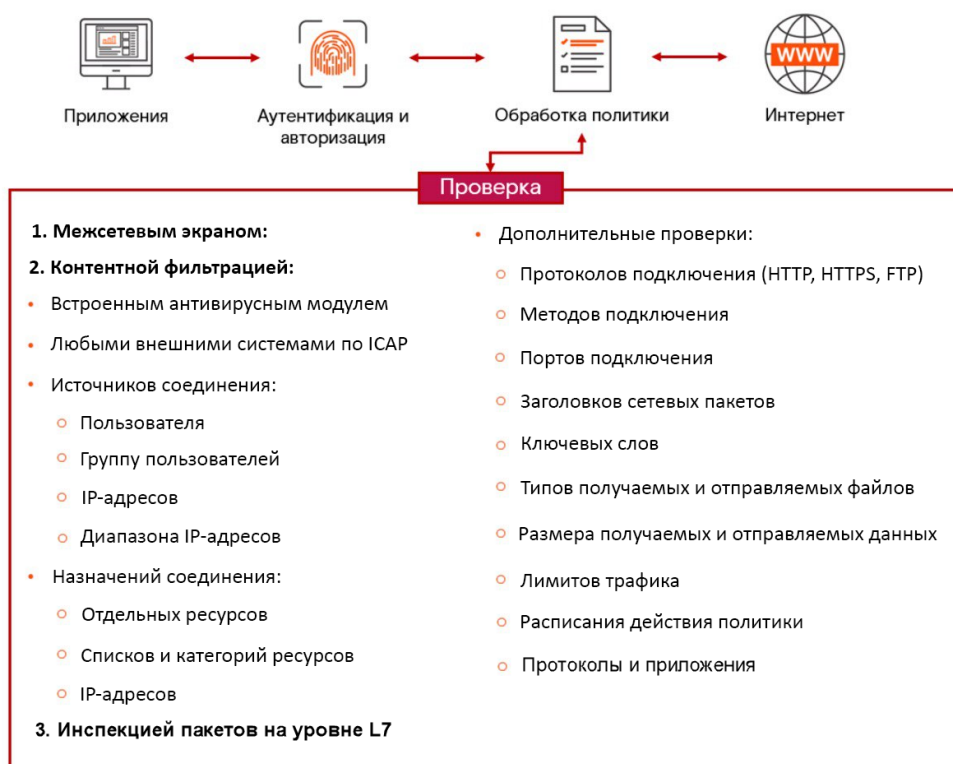 WWW
Приложения
Аутентификация и
авторизация
Обработка политики
Интернет
Проверка
1. Межсетевым экраном:
2. Контентной фильтрацией:
• Встроенным антивирусным модулем
• Любыми внешними системами по ICAP
• Источников соединения:
○ Пользователя
○ Группу пользователей
○ IP-адресов
○ Диапазона IP-адресов
• Назначений соединения:
○ Отдельных ресурсов
○ Списков и категорий ресурсов
○ IP-адресов
3. Инспекцией пакетов на уровне L7
• Дополнительные проверки:
○ Протоколов подключения (HTTP, HTTPS, FTP)
○ Методов подключения
○ Портов подключения
○ Заголовков сетевых пакетов
○ Ключевых слов
○ Типов получаемых и отправляемых файлов
○ Размера получаемых и отправляемых данных
○ Лимитов трафика
○ Расписания действия политики
○ Протоколы и приложения